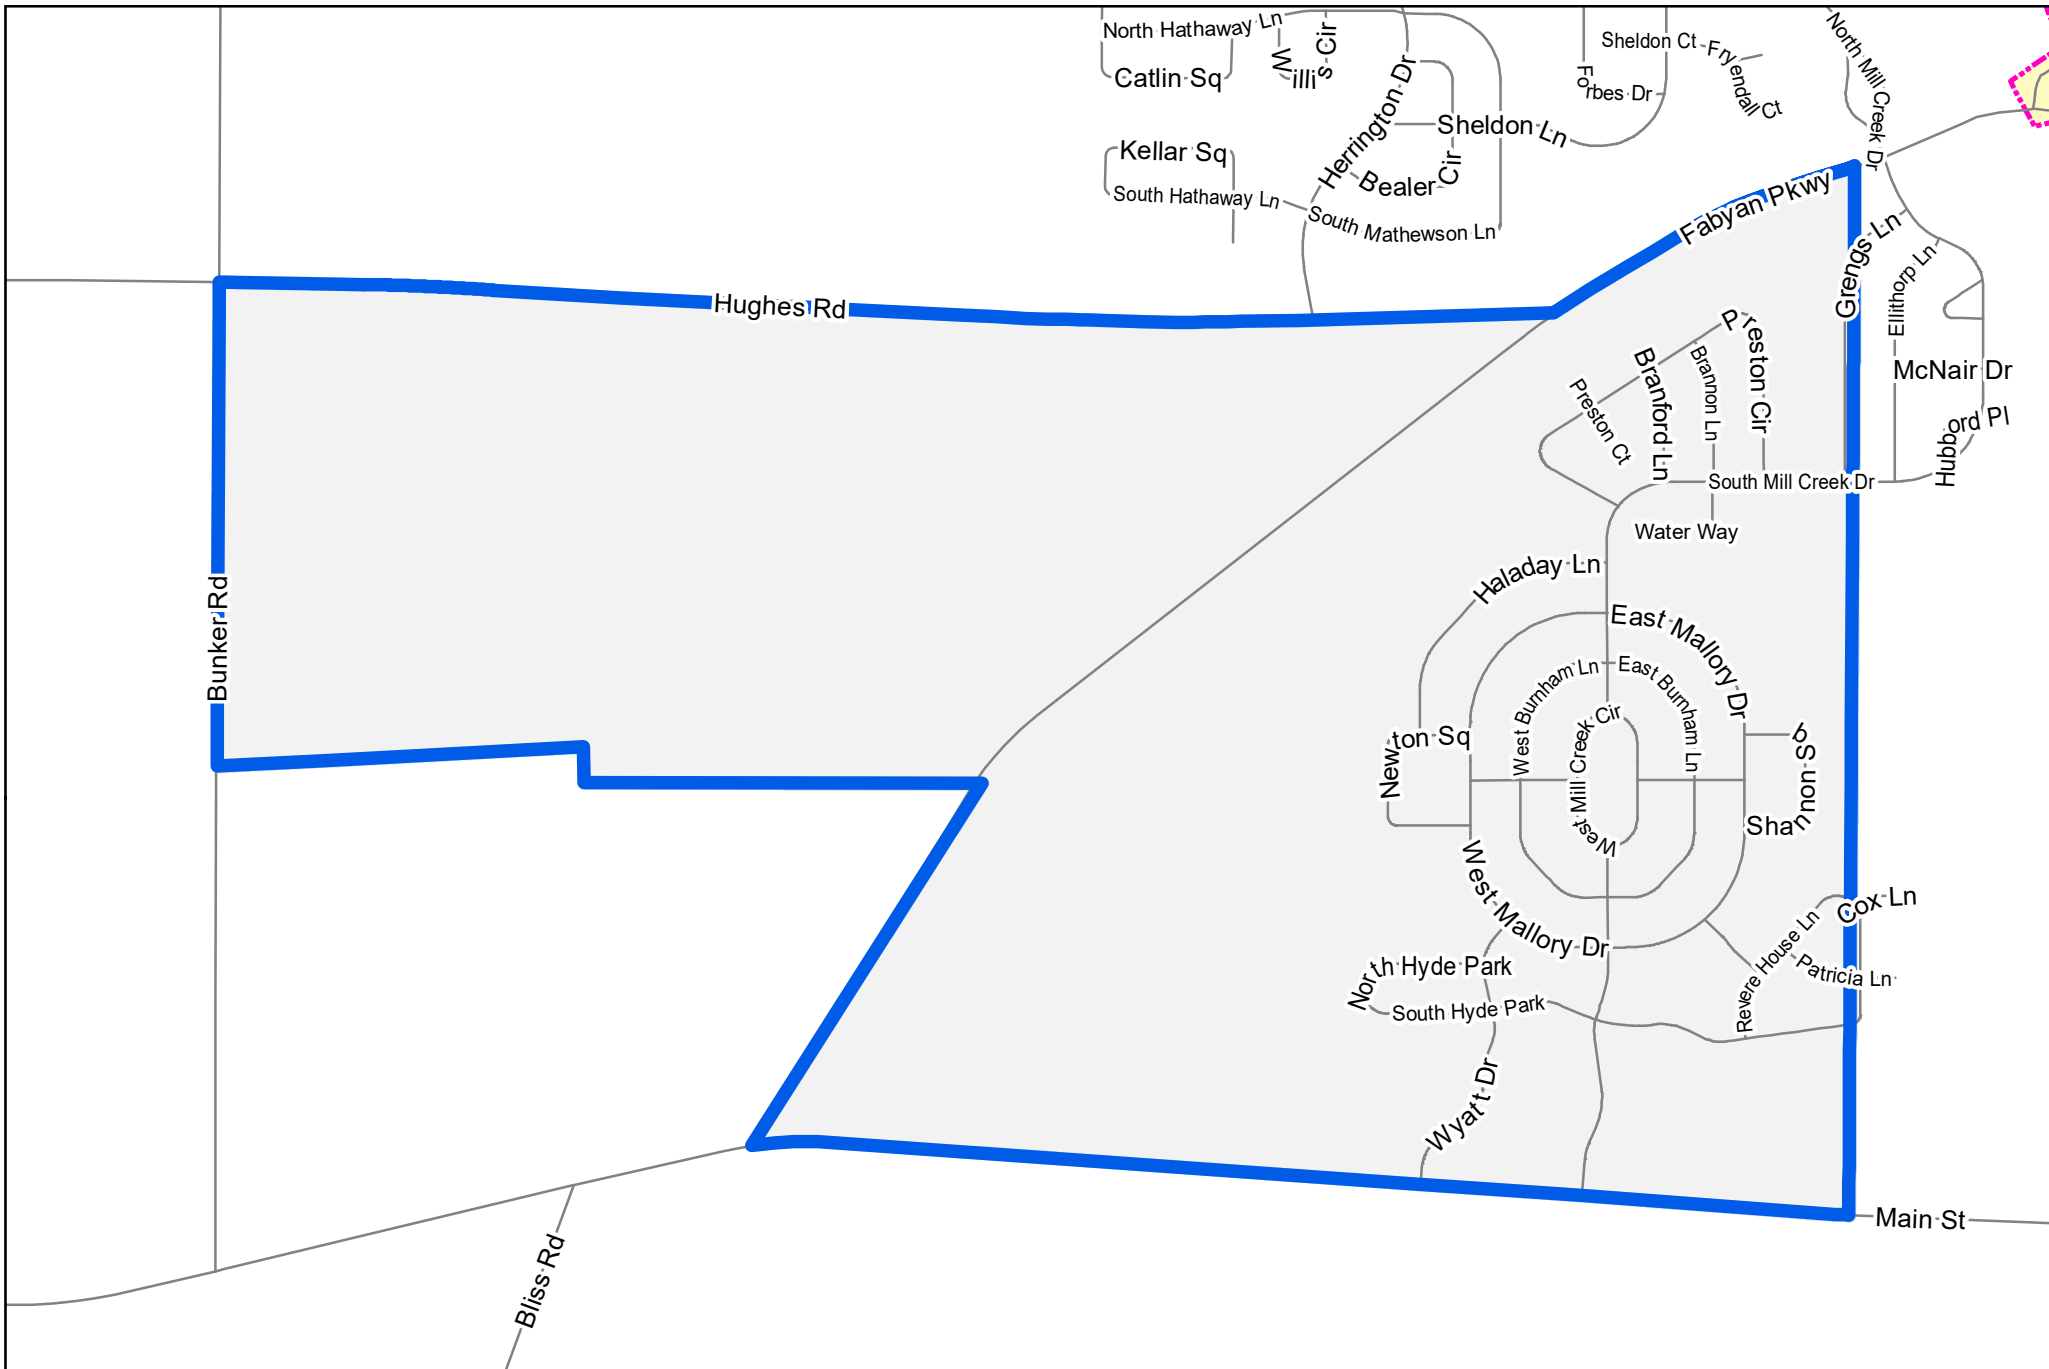 North Hathaway Ln
Willis Cir
Catlin Sq
Herrington Dr
Sheldon Ct
Fryendall Ct
Forbes Dr
North Mill Creek Dr
Sheldon Ln
Kellar Sq
Bealer Cir
South Hathaway Ln
South Mathewson Ln
Fabyan Pkwy
Grengs Ln
Ellithorp Ln
Hughes Rd
Preston Cir
Brannon Ln
Branford Ln
Preston Ct
McNair Dr
Hubbord Pl
South Mill Creek Dr
Water Way
Haladay Ln
Bunker Rd
East Mallory Dr
West Burnham Ln
East Burnham Ln
West Mill Creek Cir
Newton Sq
Shannon Sq
West Mallory Dr
Cox Ln
Revere House Ln
Patricia Ln
North Hyde Park
South Hyde Park
Wyatt Dr
Main St
Bliss Rd